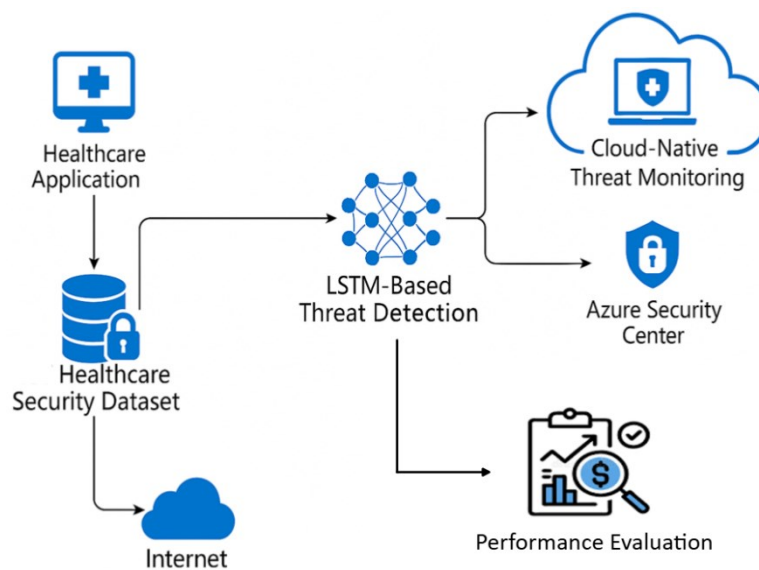 Healthcare
Application
Healthcare
Security Dataset
Internet
LSTM-Based
Threat Detection
Cloud-Native
Threat Monitoring
Azure Security
Center
$
Performance Evaluation